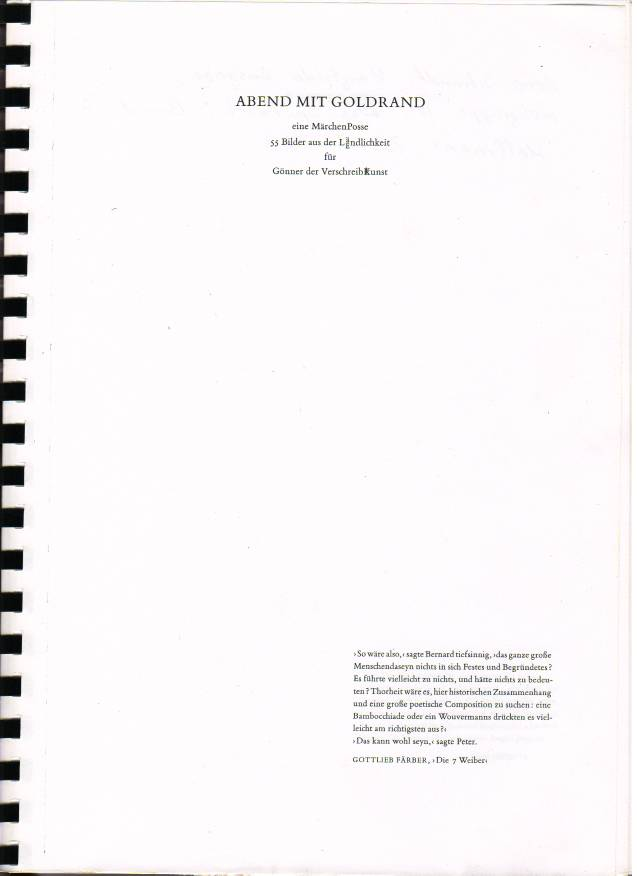 ABEND MIT GOLDRAND
eine MärchenPosse
55 Bilder aus der Ländlichkeit
für
Gönner der VerschreibKunst
›So wäre also,‹ sagte Bernard tiefsinnig, ›das ganze große
Menschendaseyn nichts in sich Festes und Begründetes?
Es führte vielleicht zu nichts, und hätte nichts zu bedeu-
ten? Thorheit wäre es, hier historischen Zusammenhang
und eine große poetische Composition zu suchen: eine
Bambocchiade oder ein Wouvermanns drückten es viel-
leicht am richtigsten aus?‹
›Das kann wohl seyn,‹ sagte Peter.
GOTTLIEB FÄRBER, ›Die 7 Weiber‹